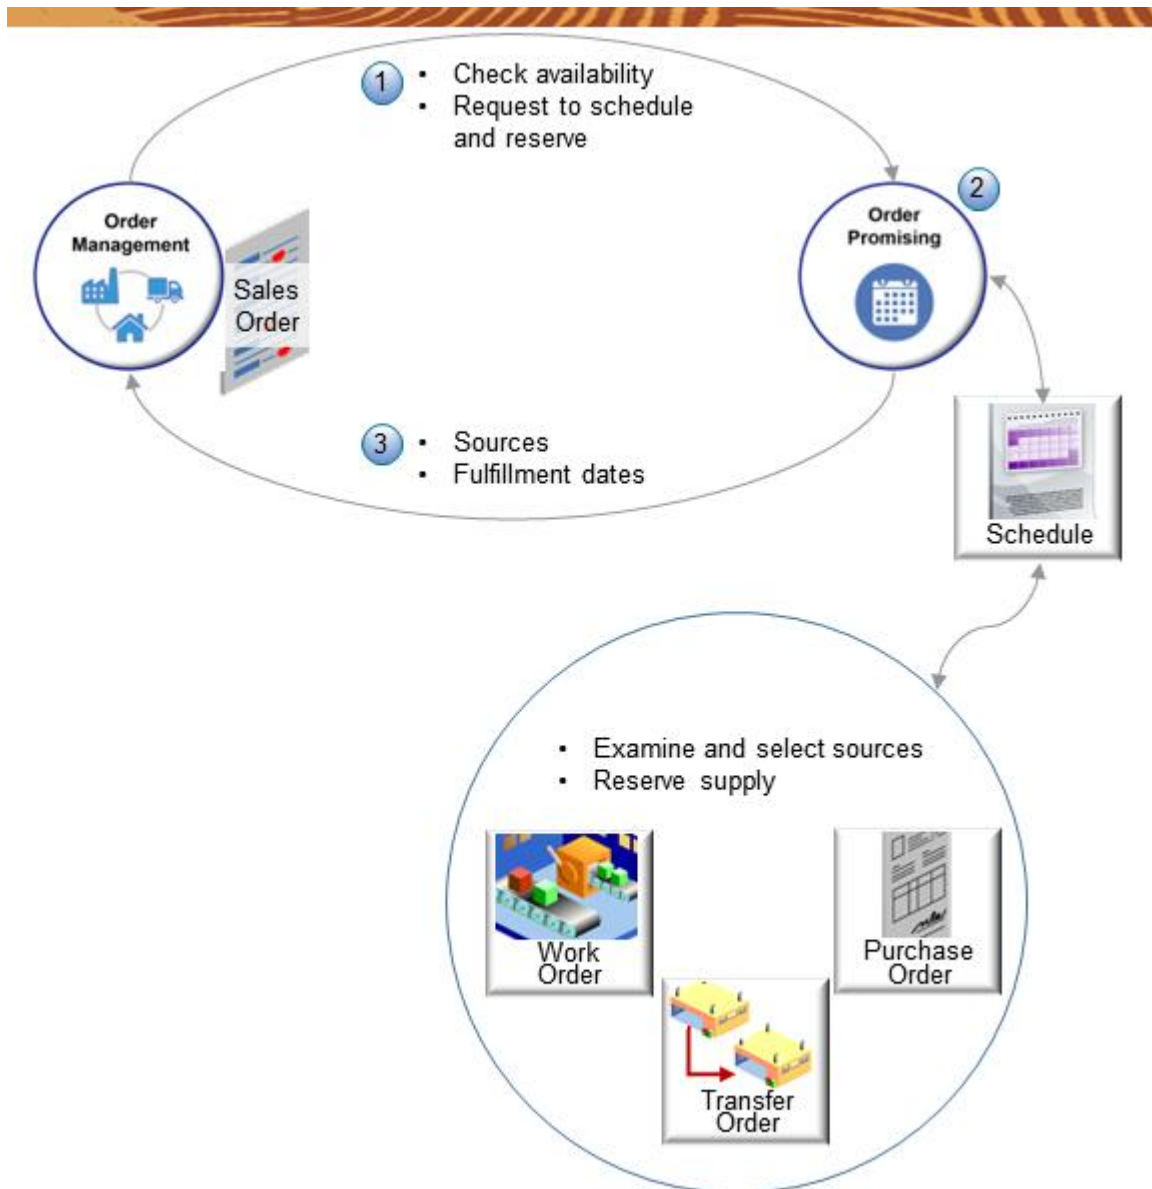 1
• Check availability
• Request to schedule
and reserve
Order
Management
Sales
Order
2
Order
Promising
3
• Sources
• Fulfillment dates
Schedule
• Examine and select sources
• Reserve supply
Work
Order
Purchase
Order
Transfer
Order